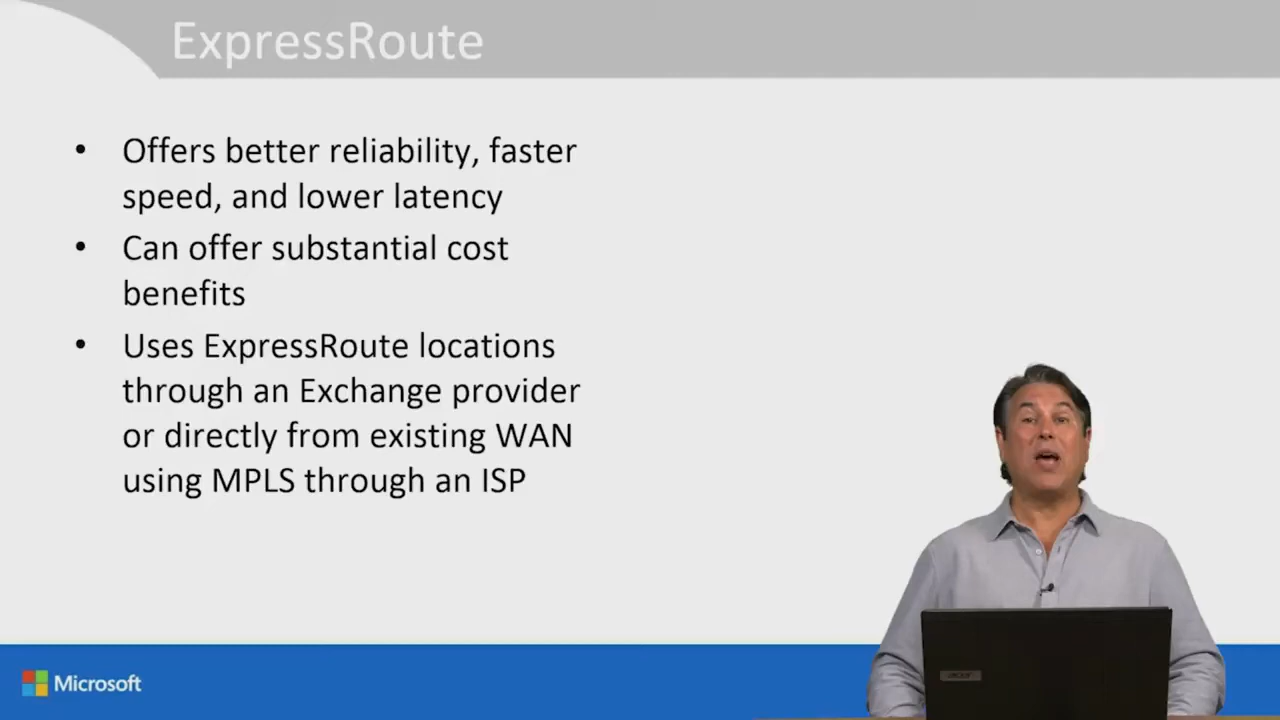 ExpressRoute
• Offers better reliability, faster
speed, and lower latency
• Can offer substantial cost
benefits
• Uses ExpressRoute locations
through an Exchange provider
or directly from existing WAN
using MPLS through an ISP
acer
Microsoft